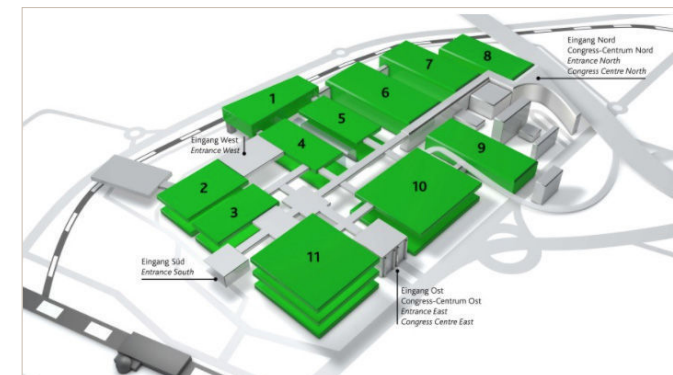 Eingang Nord
Congress-Centrum Nord
Entrance North
Congress Centre North
8
7
6
1
5
Eingang West
Entrance West
4
9
2
10
3
11
Eingang Süd
Entrance South
Eingang Ost
Congress-Centrum Ost
Entrance East
Congress Centre East